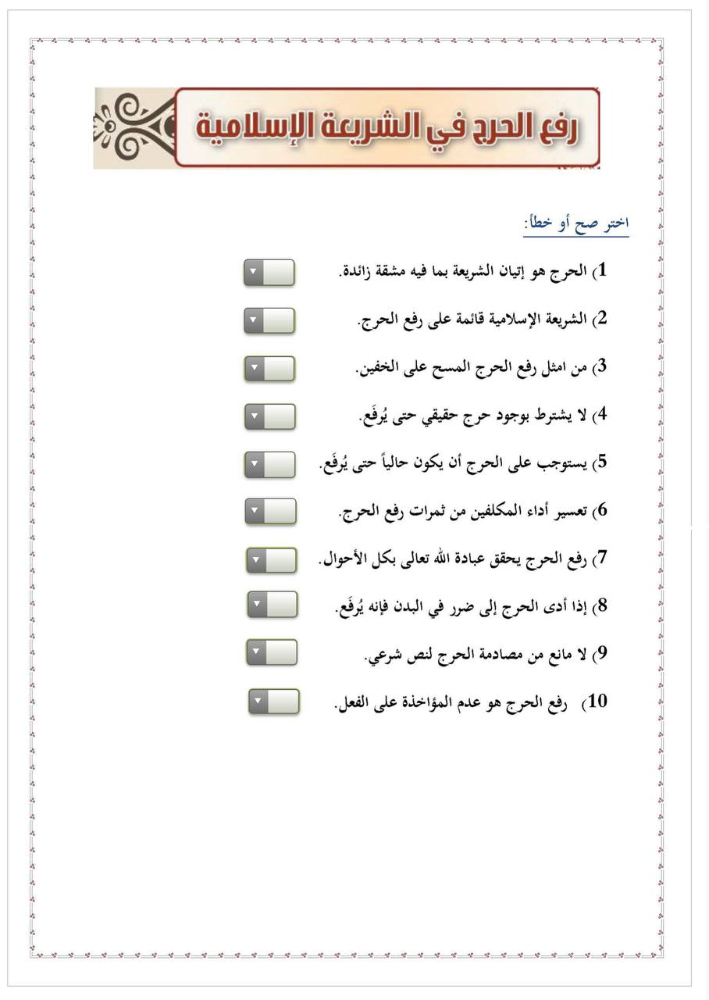 رفع الحرج في الشريعة الإسلامية
اختر صح أو خطأ:
1) الحرج هو إتيان الشريعة بما فيه مشقة زائدة.
2) الشريعة الإسلامية قائمة على رفع الحرج.
3) من امثل رفع الحرج المسح على الخفين.
4) لا يشترط بوجود حرج حقيقي حتى يُرفَع.
5) يستوجب على الحرج أن يكون حالياً حتى يُرفَع.
6) تعسير أداء المكلفين من ثمرات رفع الحرج.
7) رفع الحرج يحقق عبادة الله تعالى بكل الأحوال.
8) إذا أدى الحرج إلى ضرر في البدن فإنه يُرفَع.
9) لا مانع من مصادمة الحرج لنص شرعي.
10) رفع الحرج هو عدم المؤاخذة على الفعل.